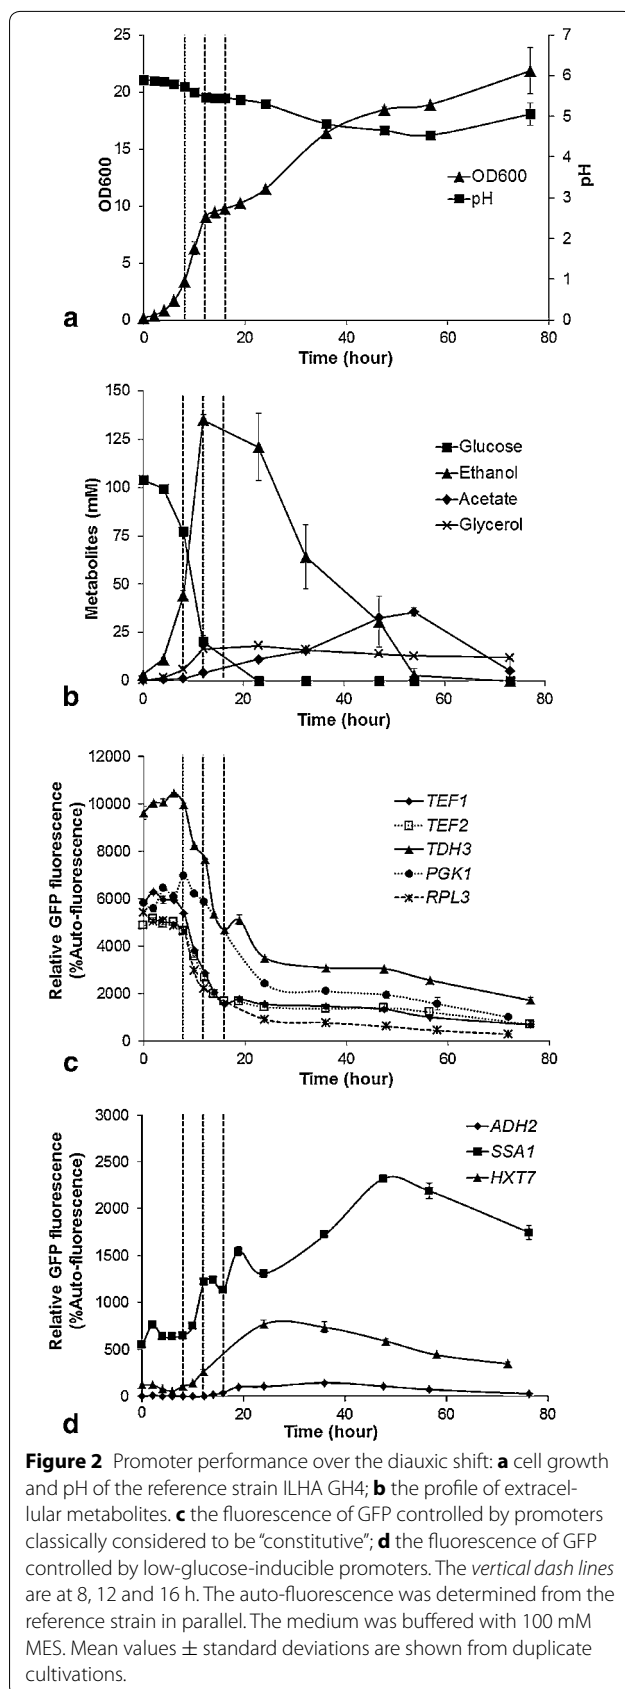 25
20
15
10
5
0
OD600
7
6
5
4
3
2
1
0
pH
OD600
pH
0
20
40
60
80
Time (hour)
a
150
125
100
75
50
25
0
Metabolites (mM)
Glucose
Ethanol
Acetate
Glycerol
0
20
40
60
80
Time (hour)
b
12000
10000
8000
6000
4000
2000
0
Relative GFP fluorescence
(%Auto-fluorescence)
TEF1
TEF2
TDH3
PGK1
RPL3
0
20
40
60
80
Time (hour)
c
3000
2500
2000
1500
1000
500
0
Relative GFP fluorescence
(%Auto-fluorescence)
ADH2
SSA1
HXT7
0
20
40
60
80
Time (hour)
d
Figure 2 Promoter performance over the diauxic shift: a cell growth
and pH of the reference strain ILHA GH4; b the profile of extracel-
lular metabolites. c the fluorescence of GFP controlled by promoters
classically considered to be “constitutive”; d the fluorescence of GFP
controlled by low-glucose-inducible promoters. The vertical dash lines
are at 8, 12 and 16 h. The auto-fluorescence was determined from the
reference strain in parallel. The medium was buffered with 100 mM
MES. Mean values ± standard deviations are shown from duplicate
cultivations.